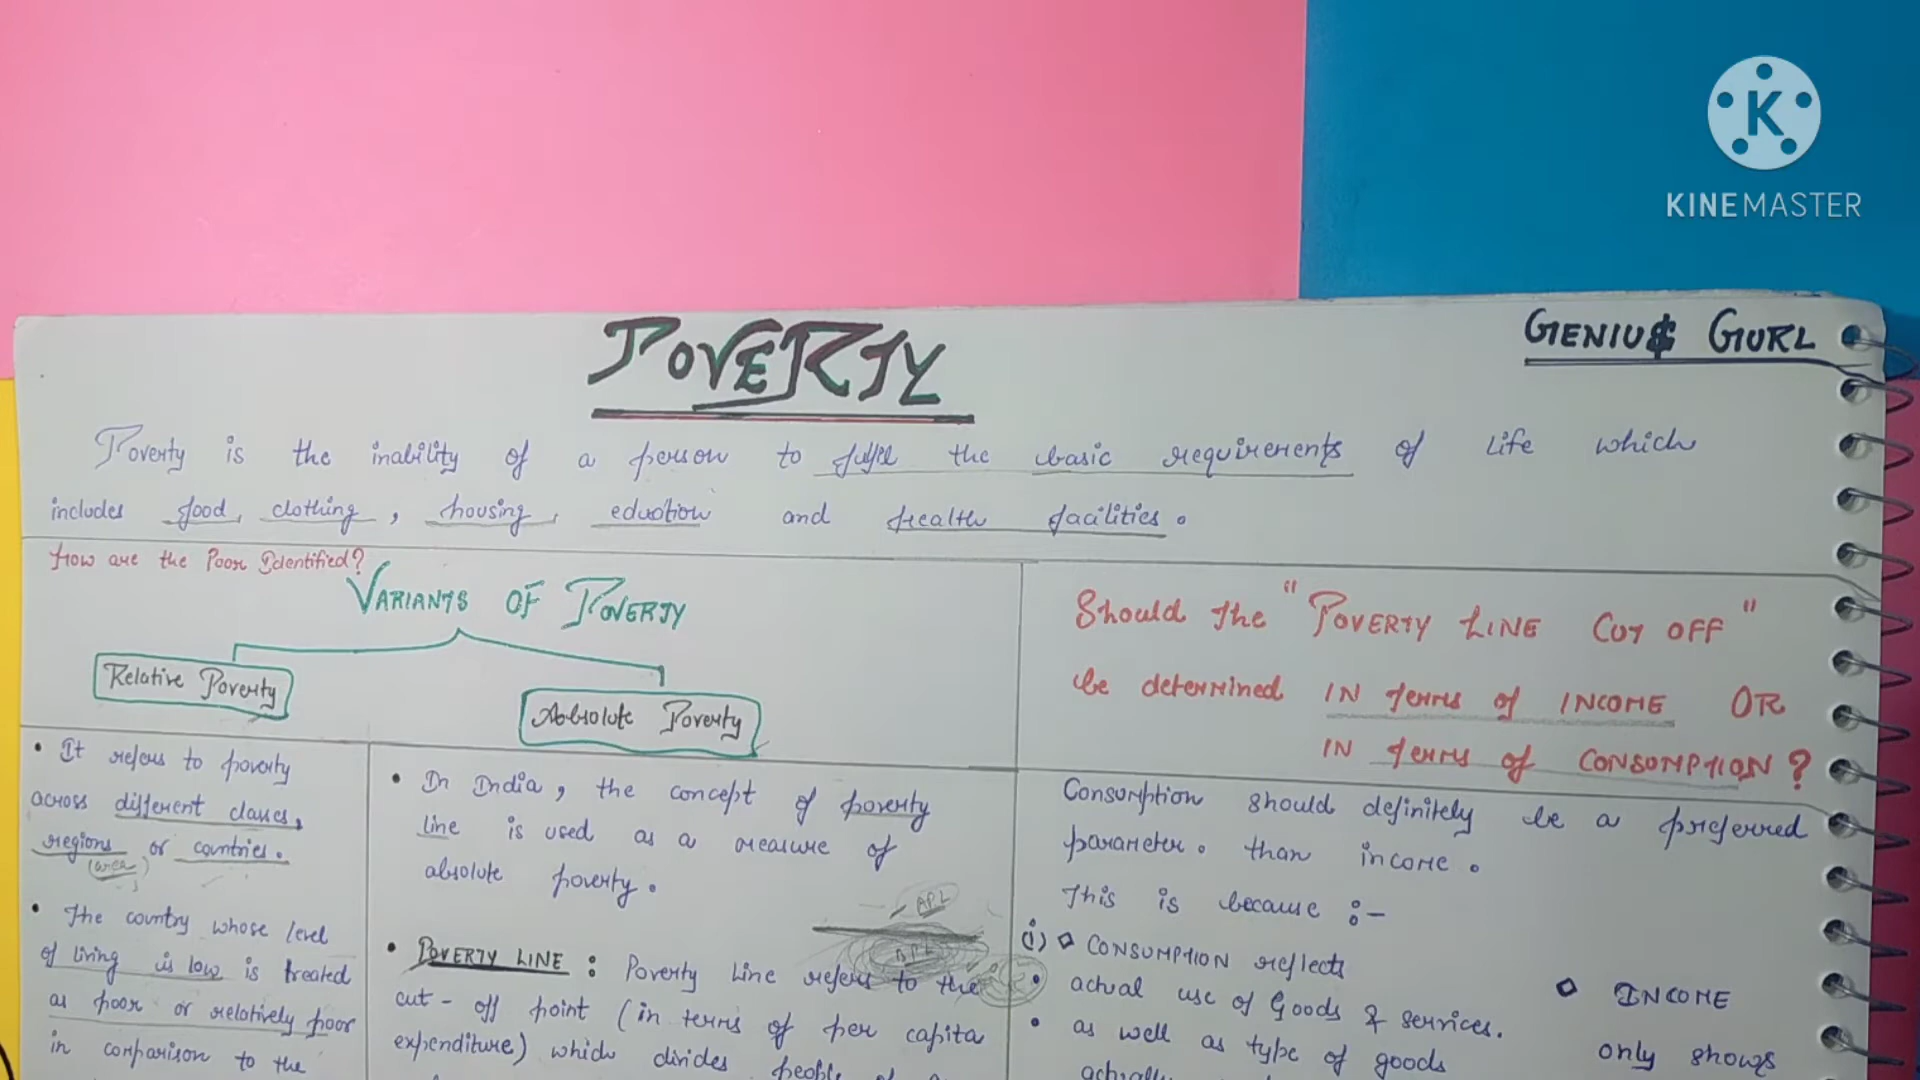 KINEMASTER
POVERTY
GENIU$ GURL
Poverty is the inability of a person to fulfil the basic requirements of life which
includes food, clothing, housing, eduction and health facilities.
How are the Poor Identified?
VARIANTS OF POVERTY
Relative Poverty
Absolute Poverty
• It refers to poverty
across different classes,
regions or countries.
(area)
• The country whose level
of living is low is treated
as poor or relatively poor
in comparison to the
• In India, the concept of poverty
line is used as a measure of
absolute poverty.
APL
BPL
• POVERTY LINE : Poverty Line refers to the
cut-off point (in terms of per capita
expenditure) which divides people of
Should the "POVERTY LINE CUT OFF"
be determined IN terms of INCOME OR
IN terms of CONSUMPTION?
Consumption should definitely be a preferred
parameter. than income.
This is because :-
(i) CONSUMPTION reflects
• actual use of Goods & services.
• as well as type of goods
actually
INCOME
only shows